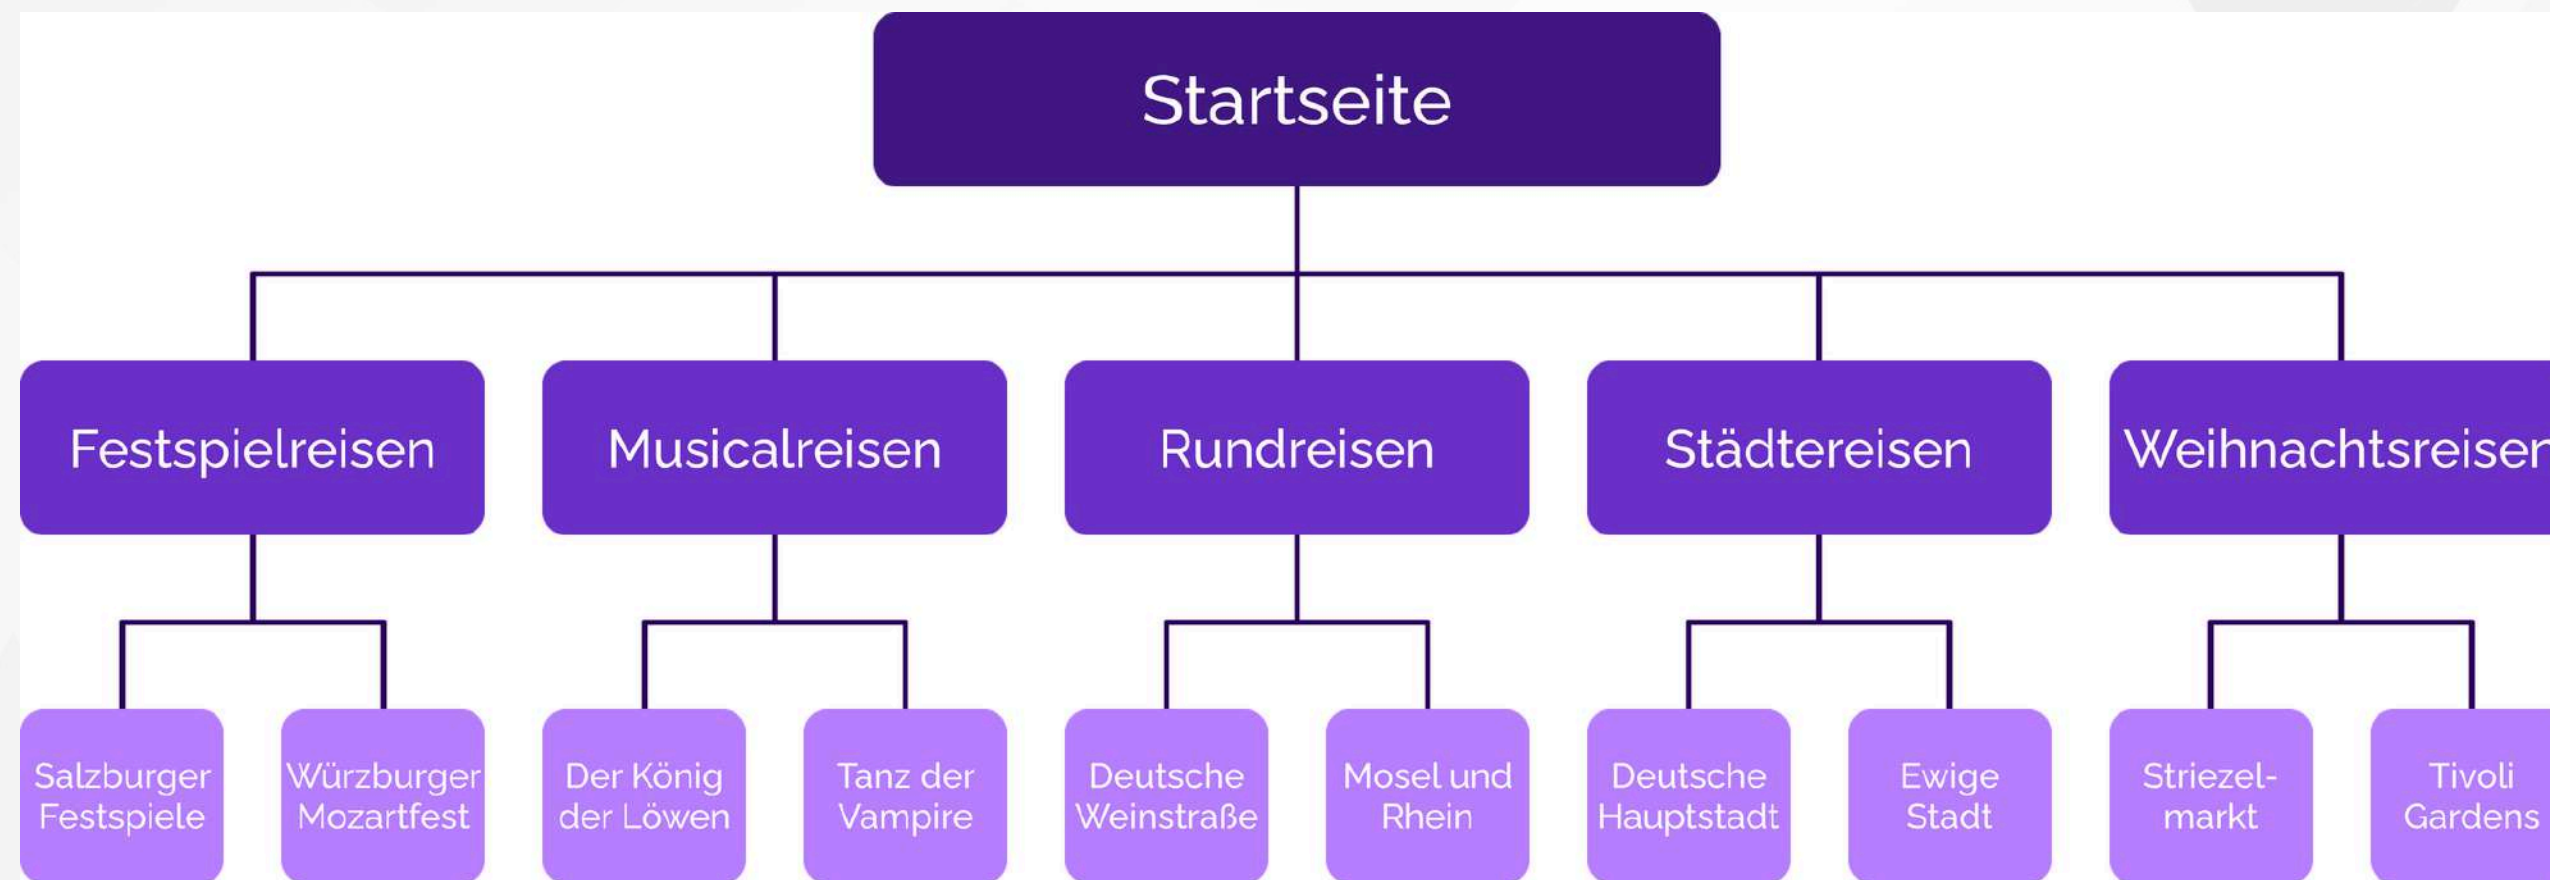 Startseite
Festspielreisen
Musicalreisen
Rundreisen
Städtereisen
Weihnachtsreisen
Salzburger
Festspiele
Würzburger
Mozartfest
Der König
der Löwen
Tanz der
Vampire
Deutsche
Weinstraße
Mosel und
Rhein
Deutsche
Hauptstadt
Ewige
Stadt
Striezel-
markt
Tivoli
Gardens